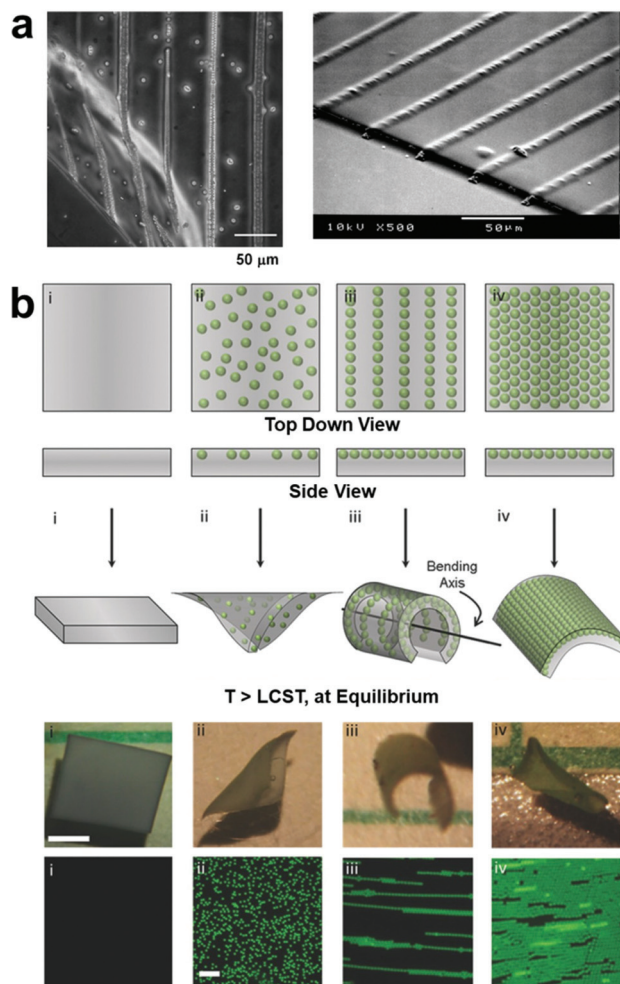 a
50 μm
10kV X500 50μm
b
i ii iii iv
Top Down View
Side View
i ii iii iv
Bending
Axis
T > LCST, at Equilibrium
i ii iii iv
i ii iii iv